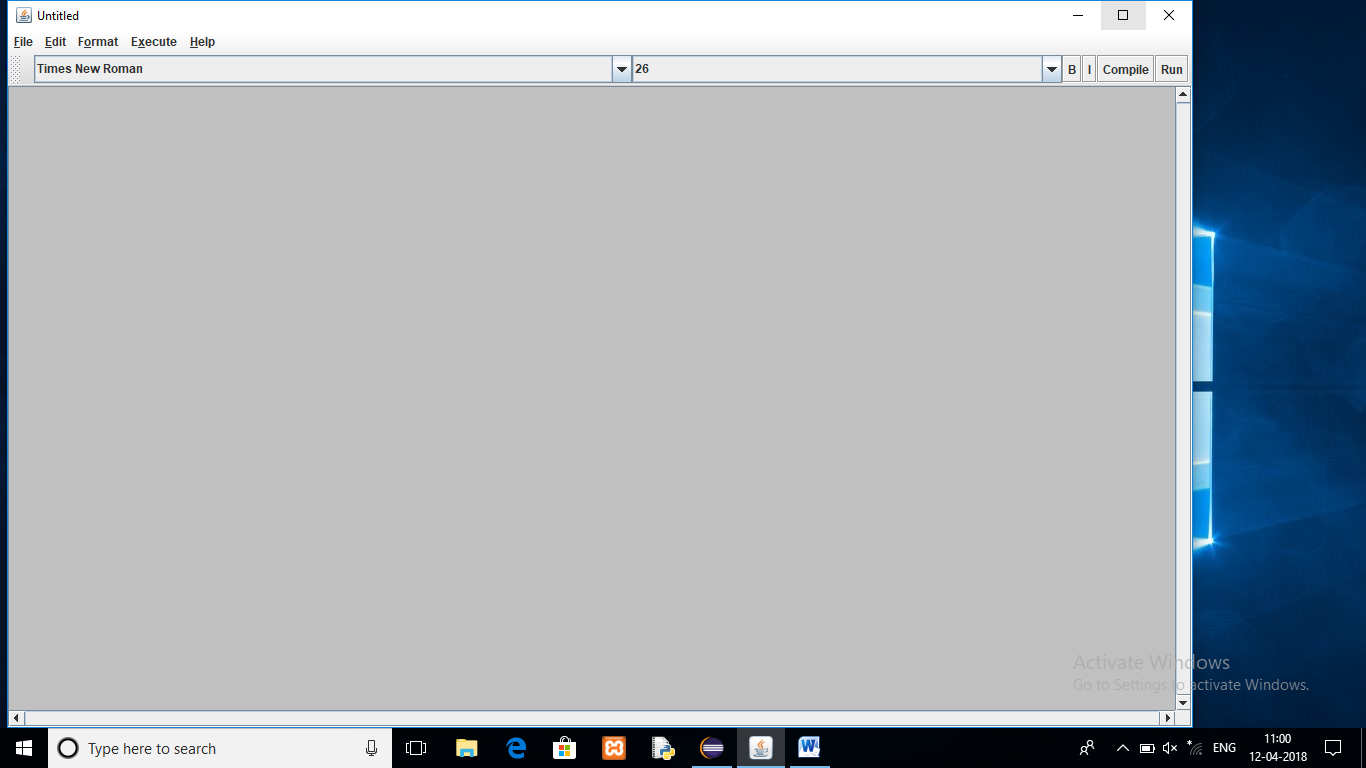 Untitled
File Edit Format Execute Help
Times New Roman 26 B I Compile Run
Activate Windows
Go to Settings to activate Windows.
Type here to search
ENG
11:00
12-04-2018